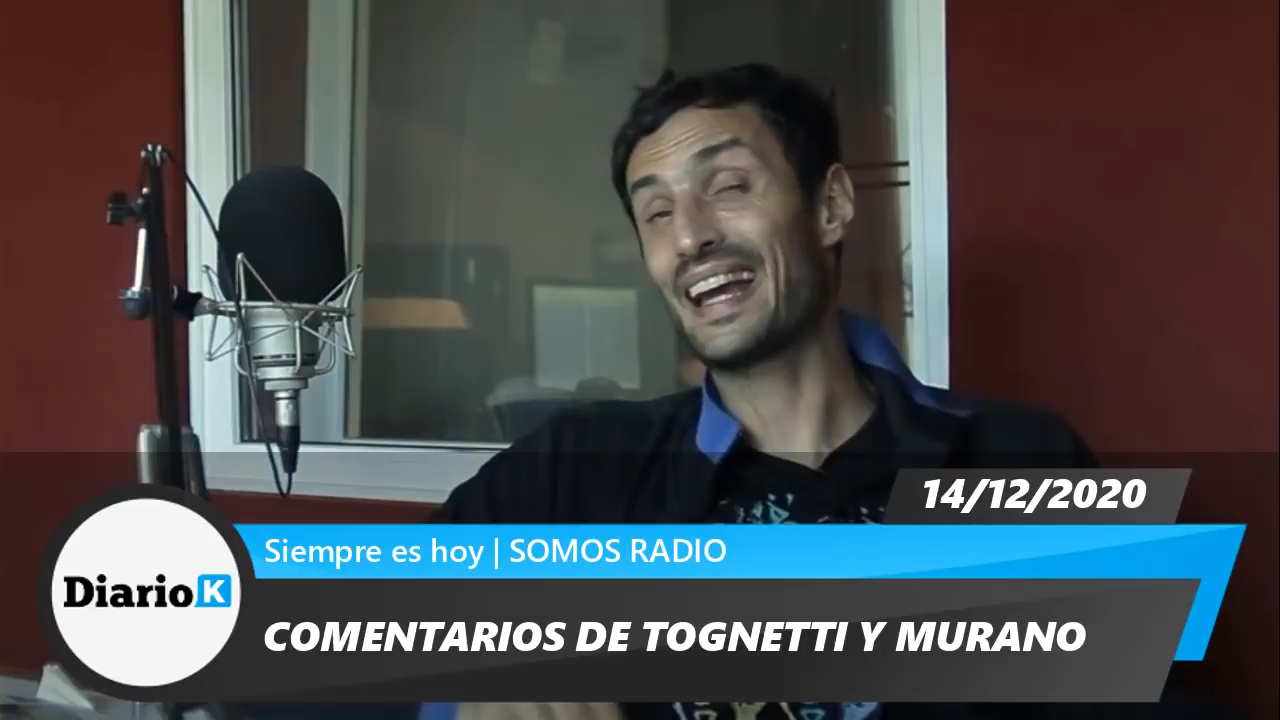 14/12/2020
Siempre es hoy | SOMOS RADIO
DiarioK
COMENTARIOS DE TOGNETTI Y MURANO